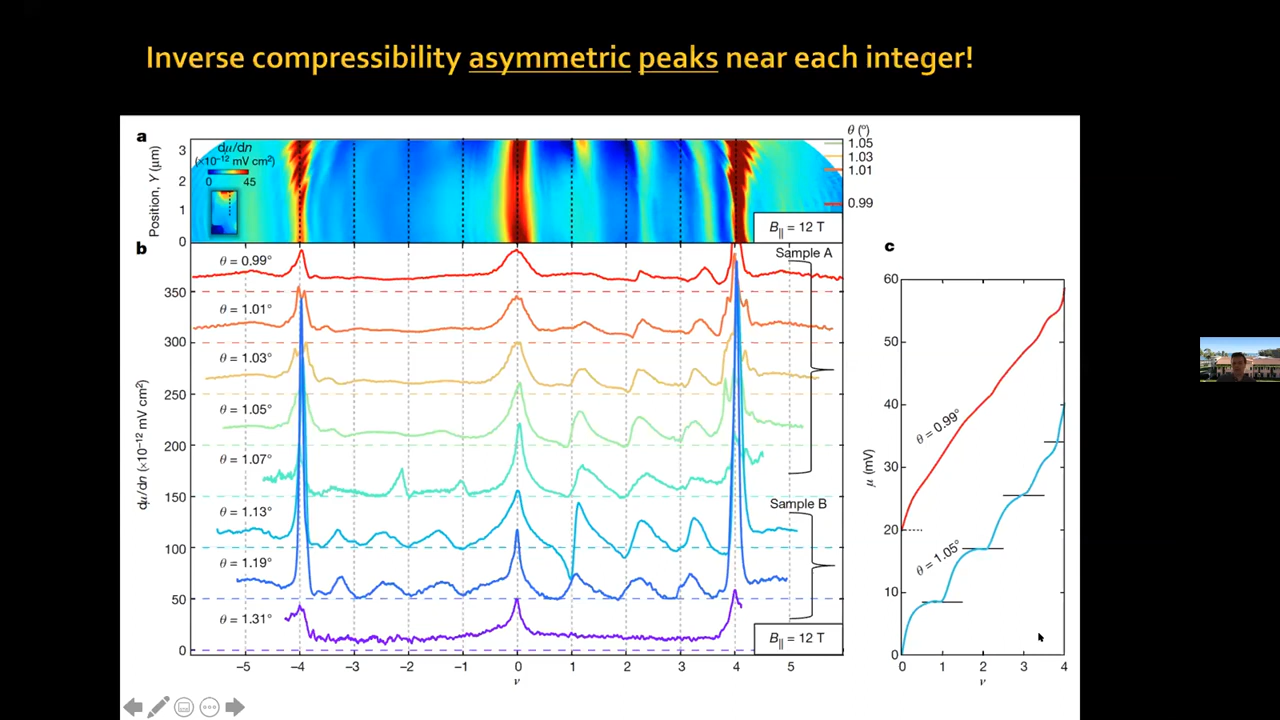 Inverse compressibility asymmetric peaks near each integer!
a
dμ/dn
(×10⁻¹² mV cm²)
0 45
Position, Y (μm)
3
2
1
0
θ (°)
1.05
1.03
1.01
0.99
B|| = 12 T
b
Sample A
θ = 0.99°
θ = 1.01°
θ = 1.03°
θ = 1.05°
θ = 1.07°
Sample B
θ = 1.13°
θ = 1.19°
θ = 1.31°
B|| = 12 T
dμ/dn (×10⁻¹² mV cm²)
350
300
250
200
150
100
50
0
−5 −4 −3 −2 −1 0 1 2 3 4 5
ν
c
μ (mV)
60
50
40
30
20
10
0
θ = 0.99°
θ = 1.05°
0 1 2 3 4
ν